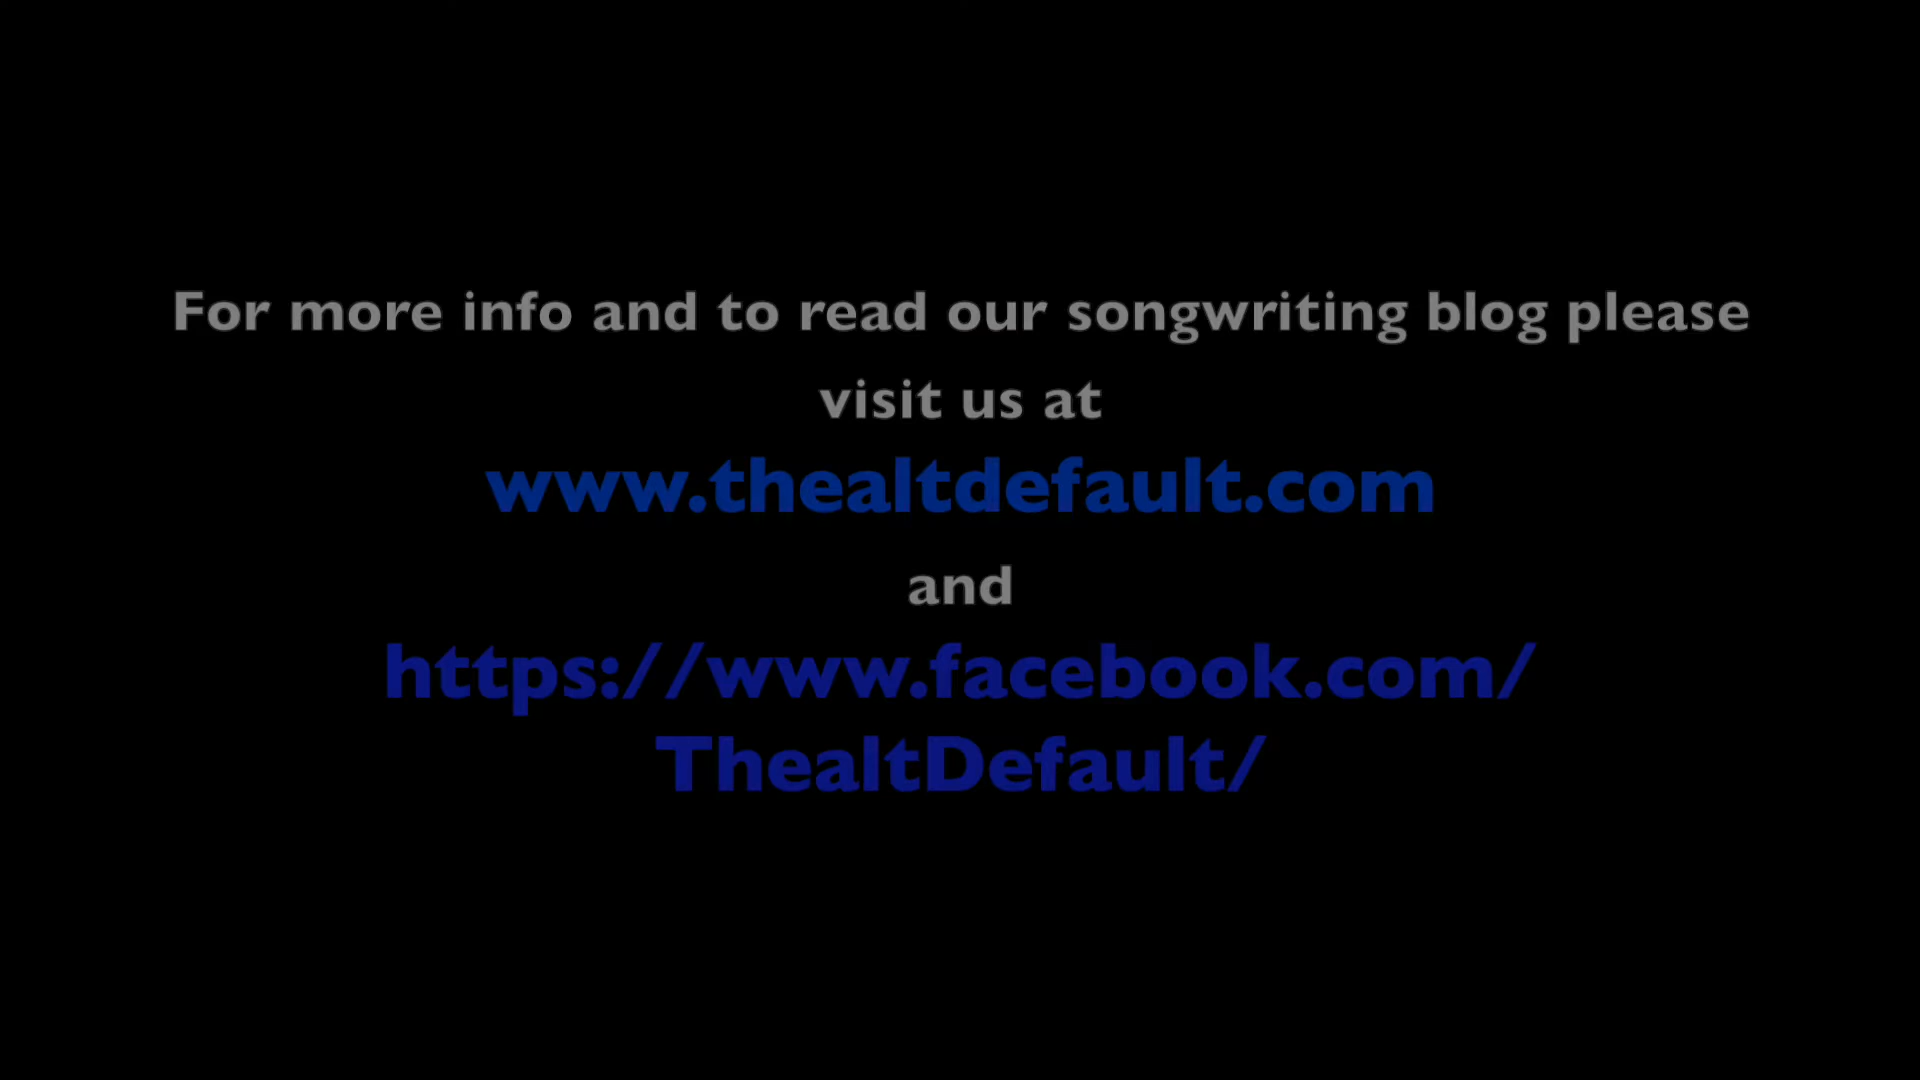 For more info and to read our songwriting blog please
visit us at
www.thealtdefault.com
and
https://www.facebook.com/
ThealtDefault/